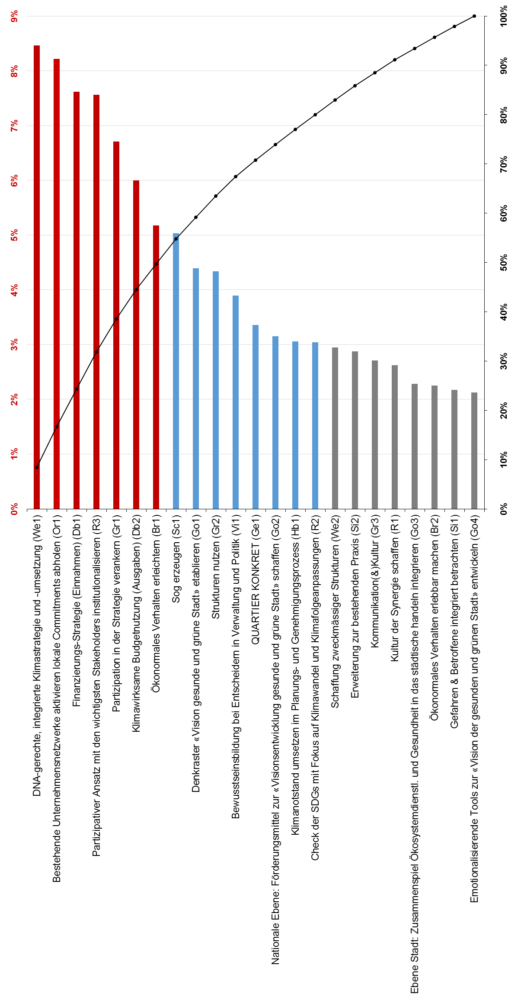 9%
8%
7%
6%
5%
4%
3%
2%
1%
0%
100%
90%
80%
70%
60%
50%
40%
30%
20%
10%
0%
DNA-gerechte, integrierte Klimastrategie und -umsetzung (We1)
Bestehende Unternehmensnetzwerke aktivieren lokale Commitments abholen (Or1)
Finanzierungs-Strategie (Einnahmen) (Db1)
Partizipativer Ansatz mit den wichtigsten Stakeholders institutionalisieren (R3)
Partizipation in der Strategie verankern (Gr1)
Klimawirksame Budgetnutzung (Ausgaben) (Db2)
Ökonormales Verhalten erleichtern (Br1)
Sog erzeugen (Sc1)
Denkraster «Vision gesunde und grüne Stadt» etablieren (Go1)
Strukturen nutzen (Gr2)
Bewusstseinsbildung bei Entscheidern in Verwaltung und Politik (Vi1)
QUARTIER KONKRET (Ge1)
Nationale Ebene: Förderungsmittel zur «Visionsentwicklung gesunde und grüne Stadt» schaffen (Go2)
Klimanotstand umsetzen im Planungs- und Genehmigungsprozess (Hb1)
Check der SDGs mit Fokus auf Klimawandel und Klimafolgeanpassungen (R2)
Schaffung zweckmässiger Strukturen (We2)
Erweiterung zur bestehenden Praxis (Si2)
Kommunikation(&)Kultur (Gr3)
Kultur der Synergie schaffen (R1)
Ebene Stadt: Zusammenspiel Ökosystemdienstl. und Gesundheit in das städtische handeln integrieren (Go3)
Ökonormales Verhalten erlebbar machen (Br2)
Gefahren & Betroffene integriert betrachten (Si1)
Emotionalisierende Tools zur «Vision der gesunden und grünen Stadt» entwickeln (Go4)